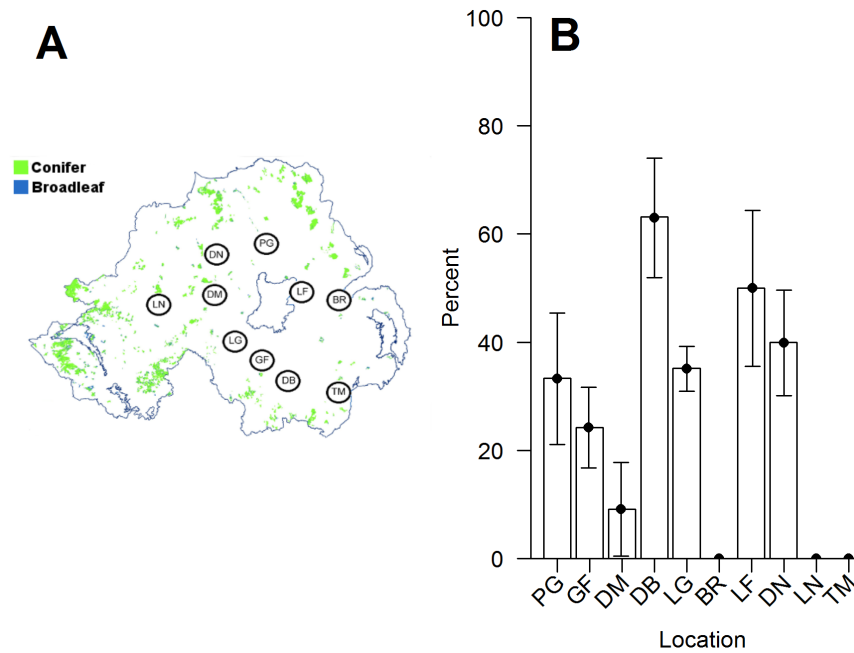 A
B
Conifer
Broadleaf
PG
DN
DM
LN
LF
BR
LG
GF
DB
TM
100
80
60
40
20
0
Percent
PG GF DM DB LG BR LF DN LN TM
Location